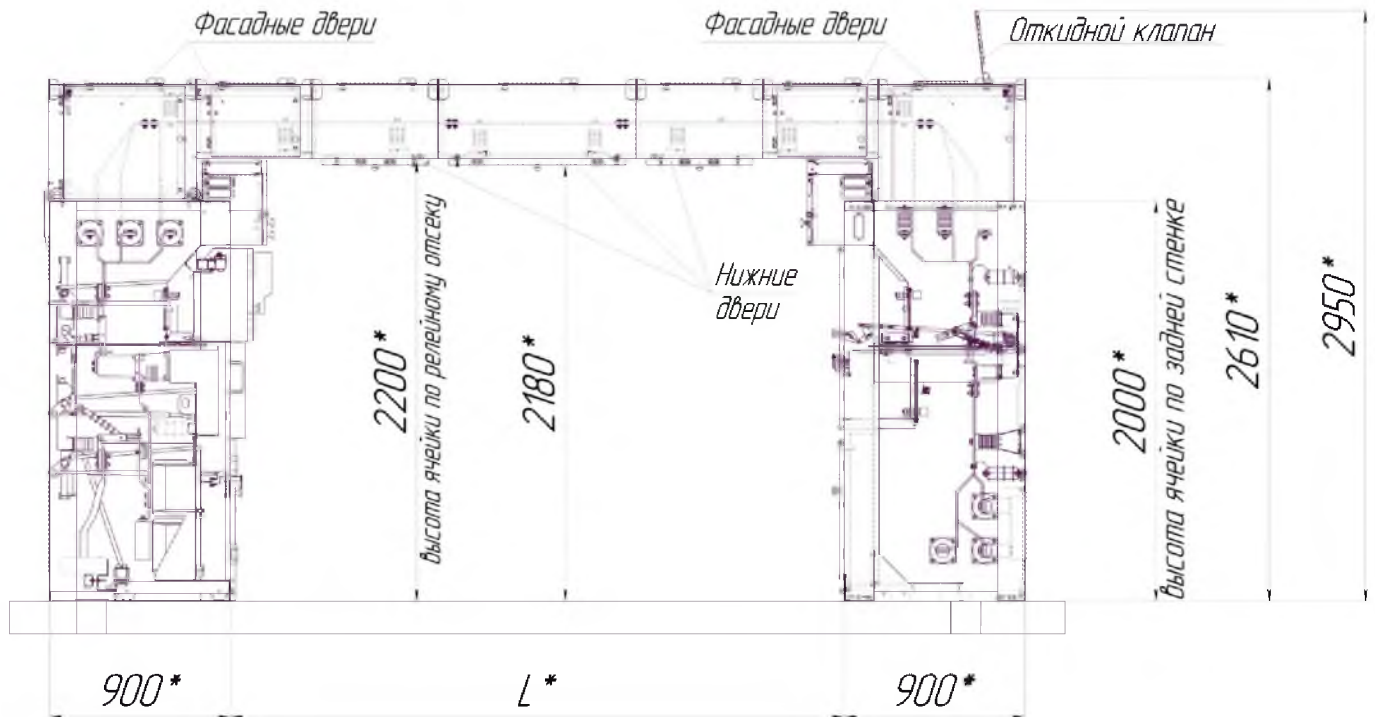 Фасадные двери
Фасадные двери
Откидной клапан
Нижние
двери
2200*
высота ячейки по релейному отсеку
2180*
2000*
высота ячейки по задней стенке
2610*
2950*
900*
L*
900*